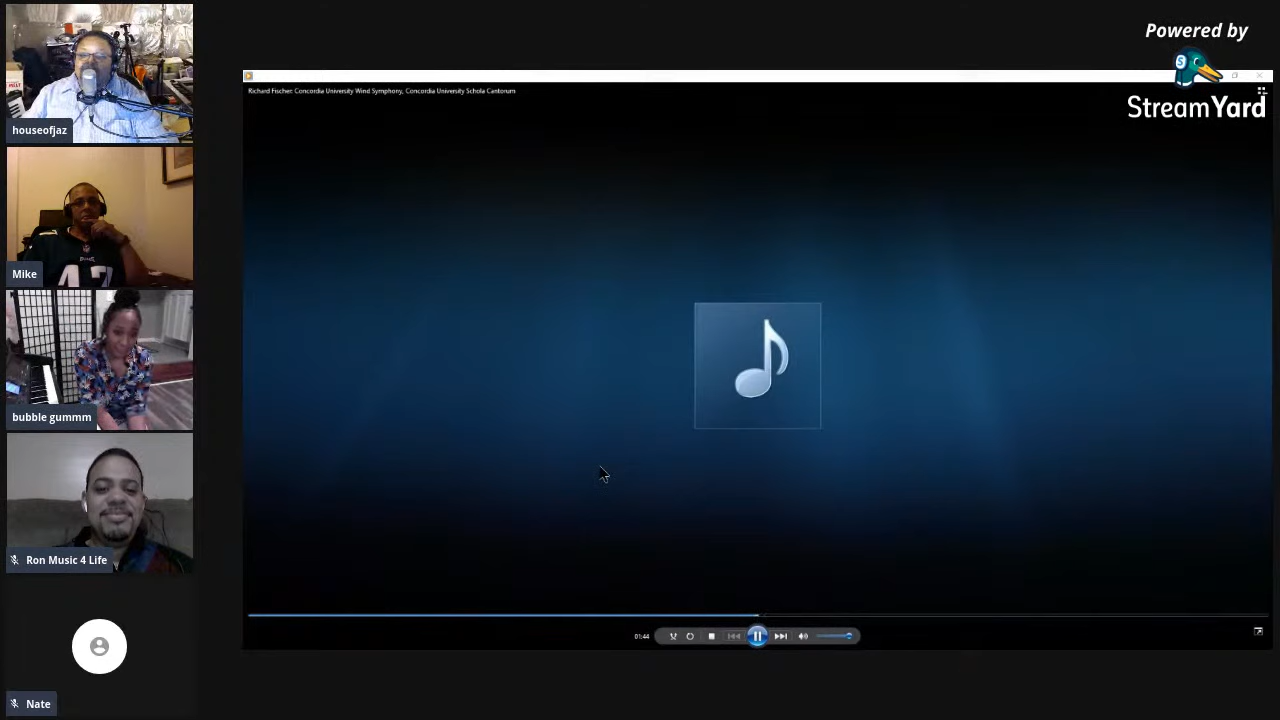 Powered by
StreamYard
Richard Fischer: Concordia University Wind Symphony, Concordia University Schola Cantorum
houseofjaz
Mike
47
bubble gummm
Ron Music 4 Life
Nate
01:44